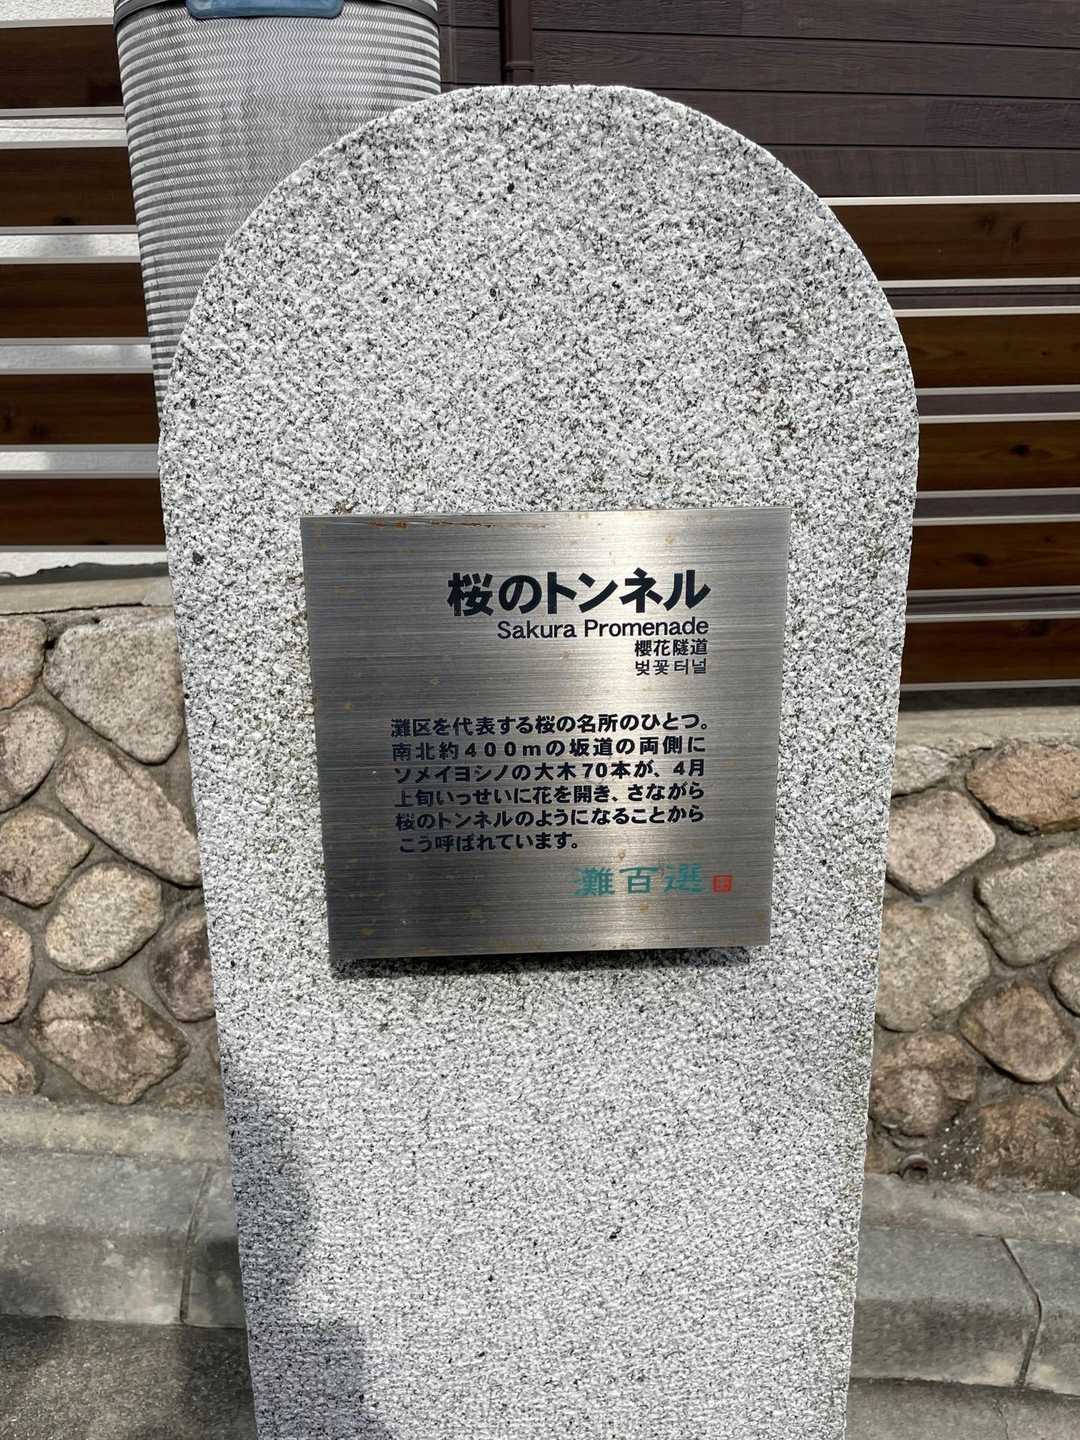 桜のトンネル
Sakura Promenade
櫻花隧道
벚꽃터널
灘区を代表する桜の名所のひとつ。
南北約400mの坂道の両側に
ソメイヨシノの大木70本が、4月
上旬いっせいに花を開き、さながら
桜のトンネルのようになることから
こう呼ばれています。
灘百選